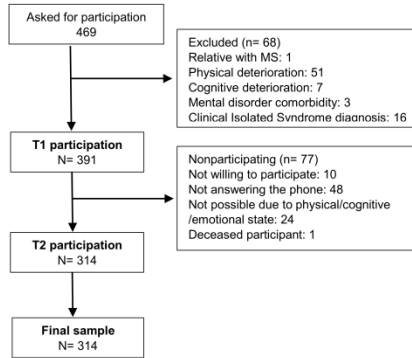 Asked for participation
469
Excluded (n= 68)
Relative with MS: 1
Physical deterioration: 51
Cognitive deterioration: 7
Mental disorder comorbidity: 3
Clinical Isolated Syndrome diagnosis: 16
T1 participation
N= 391
Nonparticipating (n= 77)
Not willing to participate: 10
Not answering the phone: 48
Not possible due to physical/cognitive
/emotional state: 24
Deceased participant: 1
T2 participation
N= 314
Final sample
N= 314